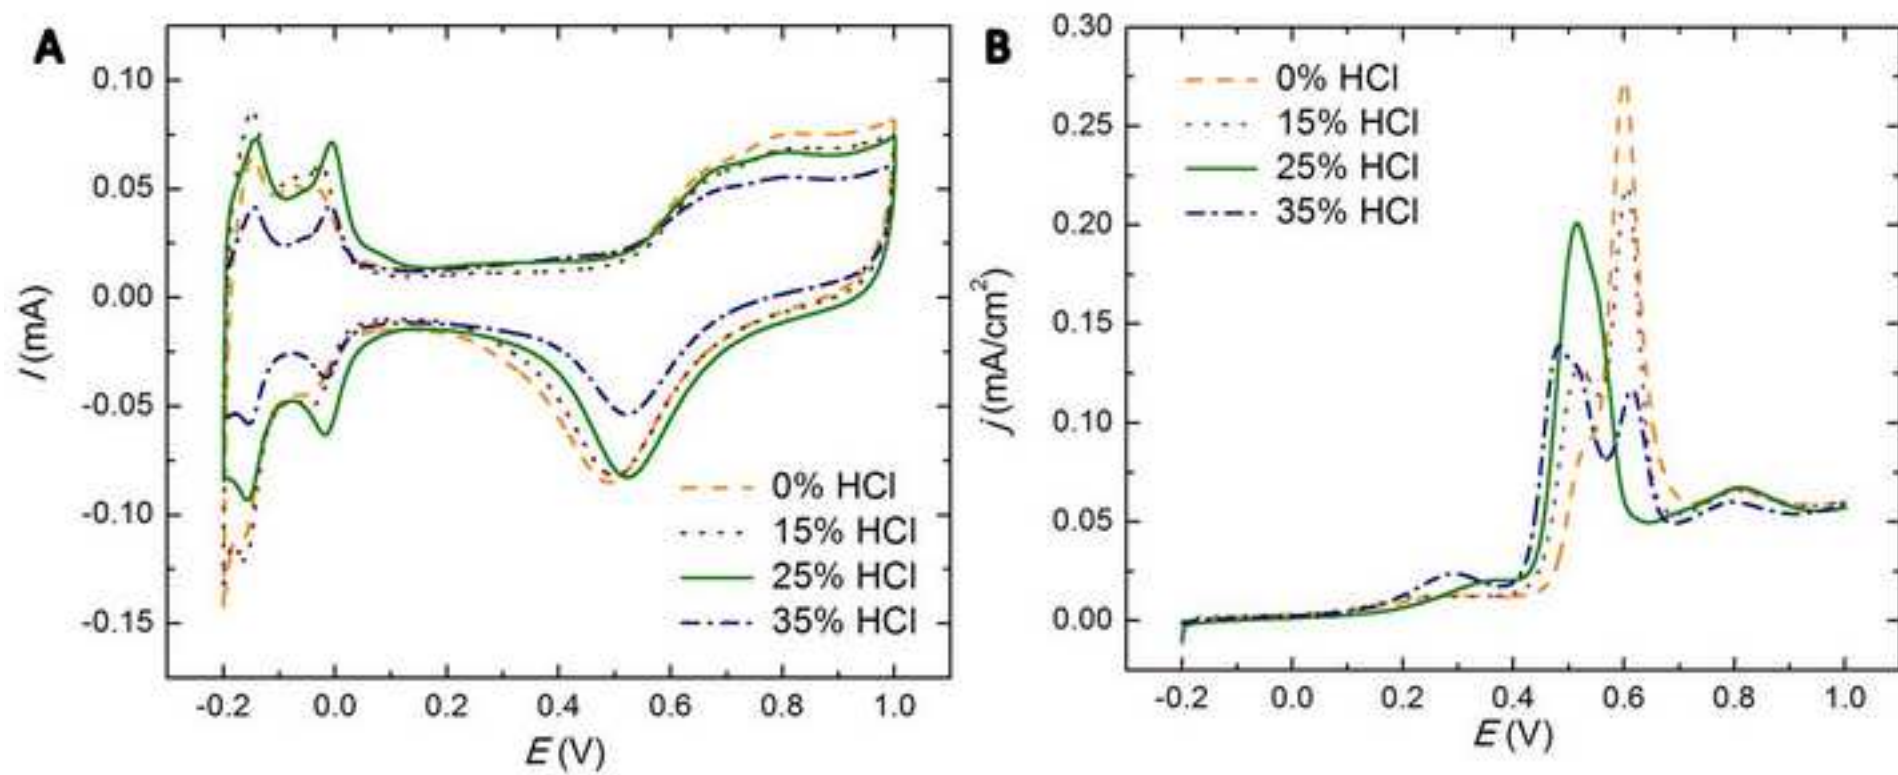 A
0.10
0.05
0.00
-0.05
-0.10
-0.15
I (mA)
0% HCl
15% HCl
25% HCl
35% HCl
-0.2 0.0 0.2 0.4 0.6 0.8 1.0
E (V)
B
0.30
0.25
0.20
0.15
0.10
0.05
0.00
j (mA/cm²)
0% HCl
15% HCl
25% HCl
35% HCl
-0.2 0.0 0.2 0.4 0.6 0.8 1.0
E (V)